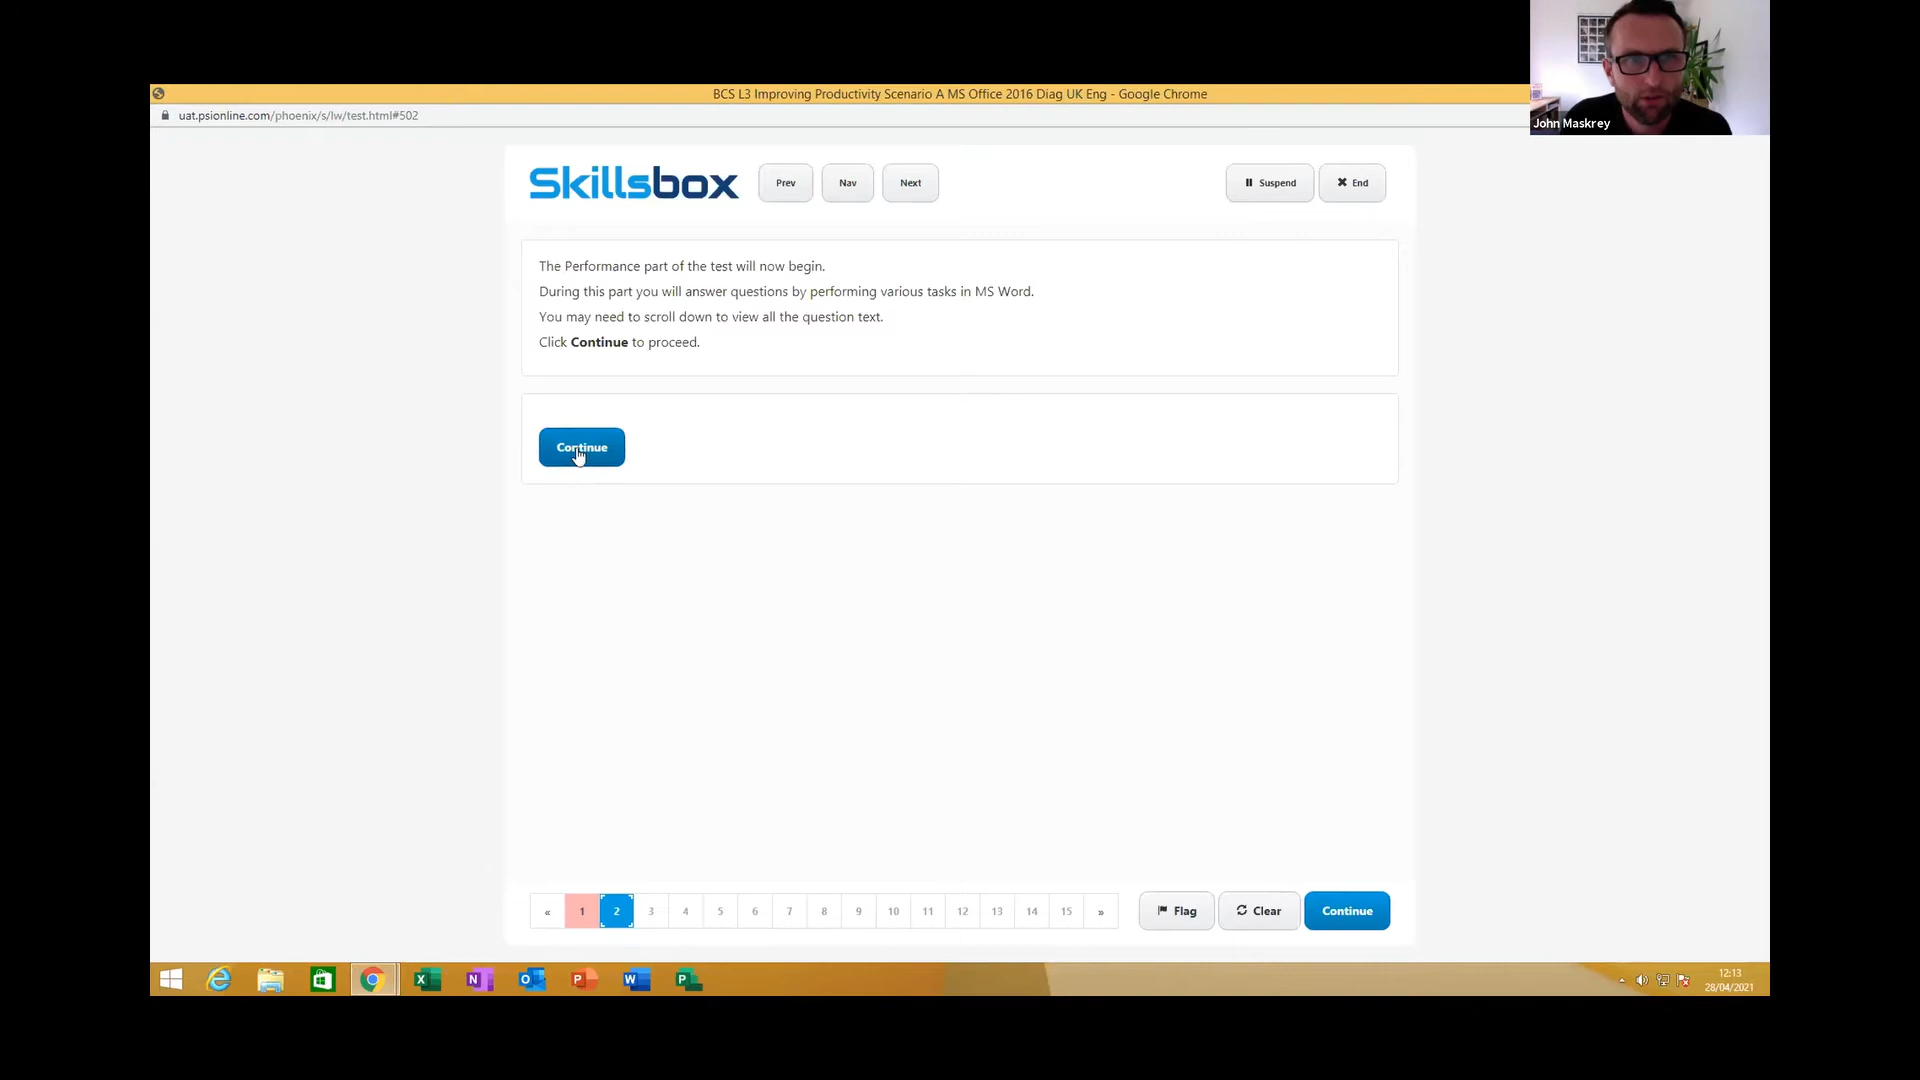 BCS L3 Improving Productivity Scenario A MS Office 2016 Diag UK Eng - Google Chrome
uat.psionline.com/phoenix/s/lw/test.html#502
John Maskrey
Skillsbox
Prev
Nav
Next
Suspend
End
The Performance part of the test will now begin.
During this part you will answer questions by performing various tasks in MS Word.
You may need to scroll down to view all the question text.
Click Continue to proceed.
Continue
« 1 2 3 4 5 6 7 8 9 10 11 12 13 14 15 »
Flag
Clear
Continue
12:13
28/04/2021